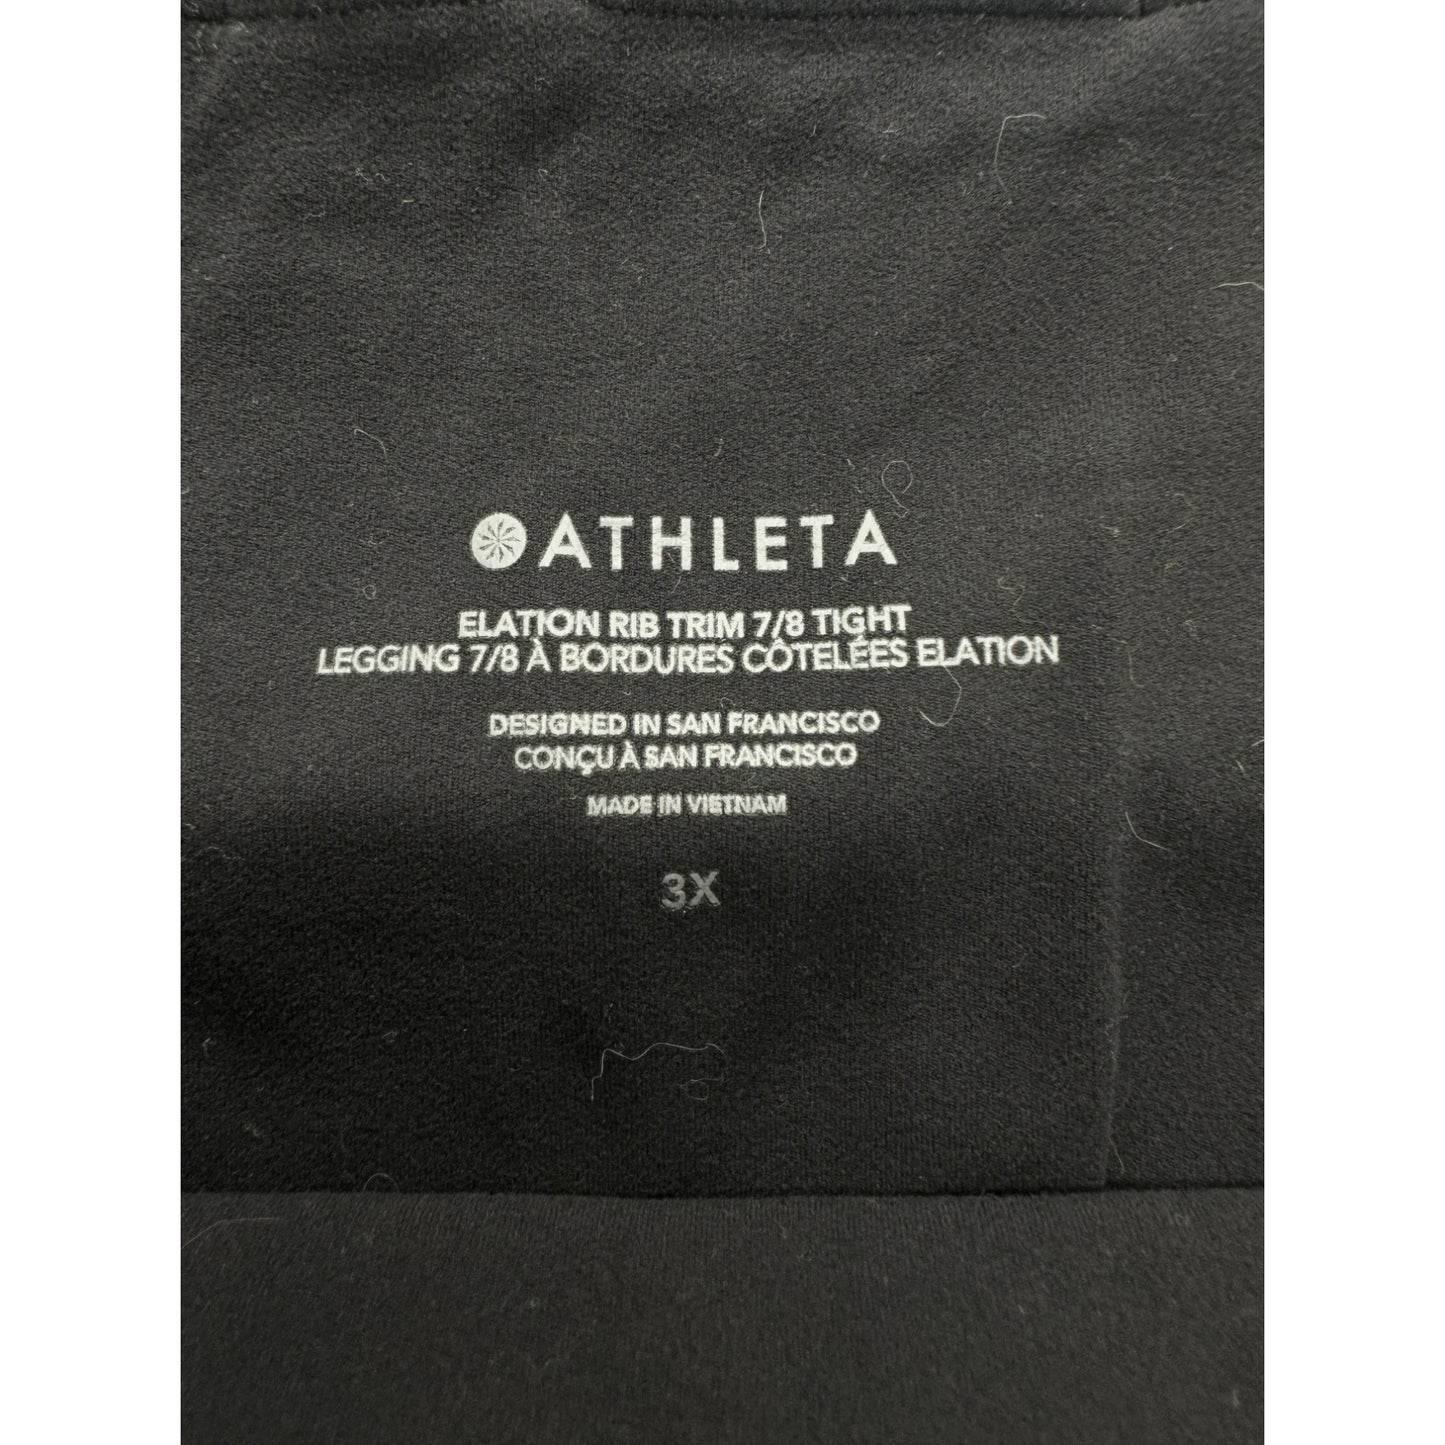 ATHLETA
ELATION RIB TRIM 7/8 TIGHT
LEGGING 7/8 À BORDURES CÔTELÉES ELATION
DESIGNED IN SAN FRANCISCO
CONÇU À SAN FRANCISCO
MADE IN VIETNAM
3X